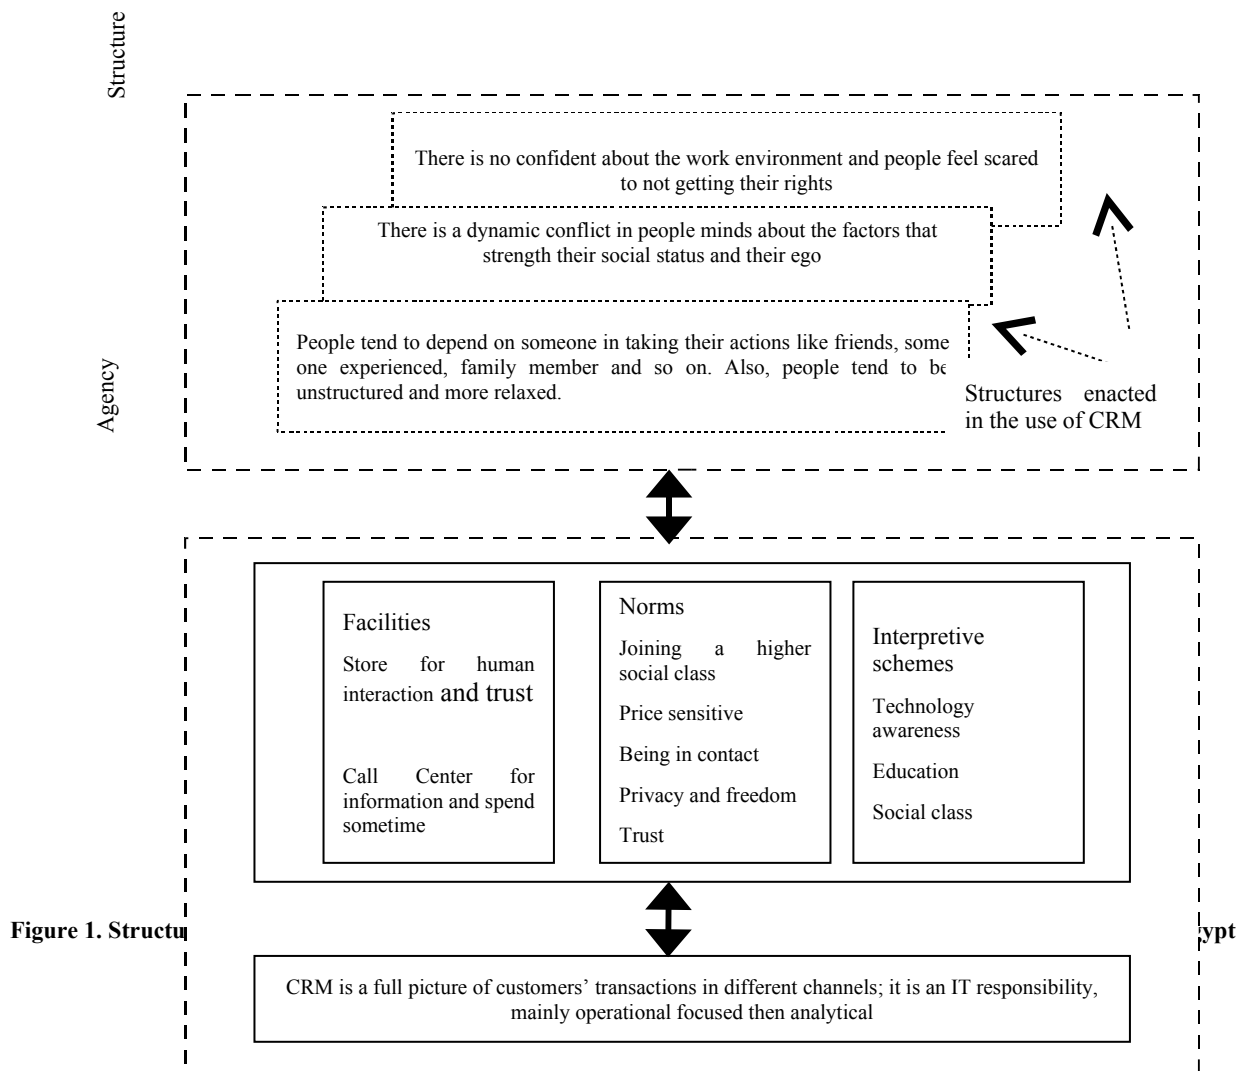 Structure
There is no confident about the work environment and people feel scared
to not getting their rights
There is a dynamic conflict in people minds about the factors that
strength their social status and their ego
People tend to depend on someone in taking their actions like friends, some
one experienced, family member and so on. Also, people tend to be
unstructured and more relaxed.
Structures enacted
in the use of CRM
Agency
Facilities
Store for human
interaction and trust
Call Center for
information and spend
sometime
Norms
Joining a higher
social class
Price sensitive
Being in contact
Privacy and freedom
Trust
Interpretive
schemes
Technology
awareness
Education
Social class
Figure 1. Structu
ypt
CRM is a full picture of customers’ transactions in different channels; it is an IT responsibility,
mainly operational focused then analytical